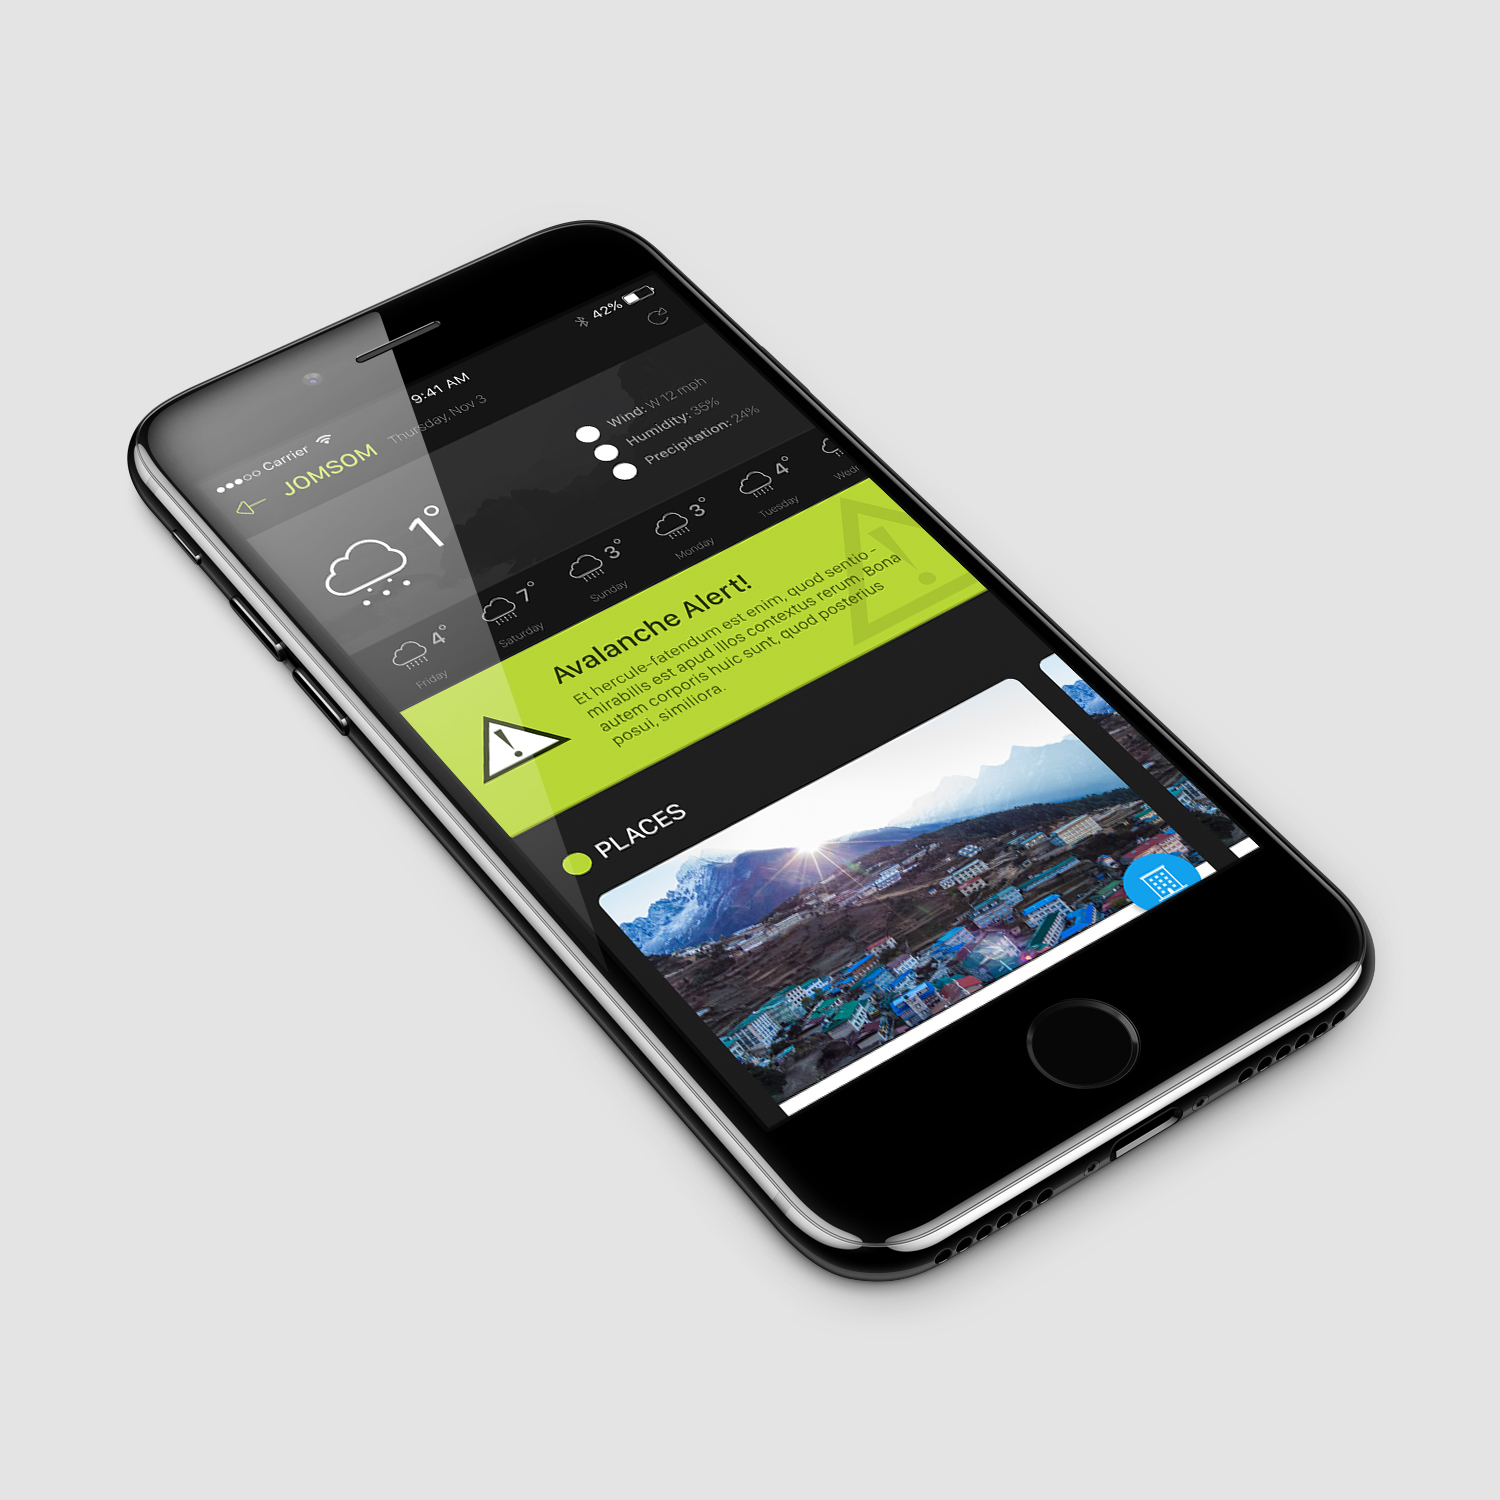 Carrier 9:41 AM 42%
JOMSOM Thursday, Nov 3
1°
Wind: W 12 mph
Humidity: 35%
Precipitation: 24%
4° 7° 3° 3° 4°
Friday Saturday Sunday Monday Tuesday Wedn
Avalanche Alert!
Et hercule-fatendum est enim, quod sentio -
mirabilis est apud illos contextus rerum. Bona
autem corporis huic sunt, quod posterius
posui, similiora.
PLACES